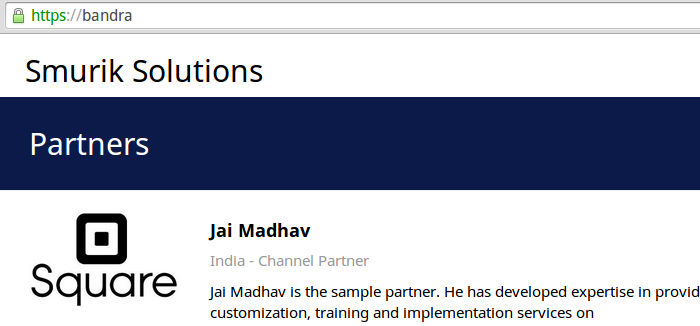 https://bandra
Smurik Solutions
Partners
Square
Jai Madhav
India - Channel Partner
Jai Madhav is the sample partner. He has developed expertise in provid
customization, training and implementation services on